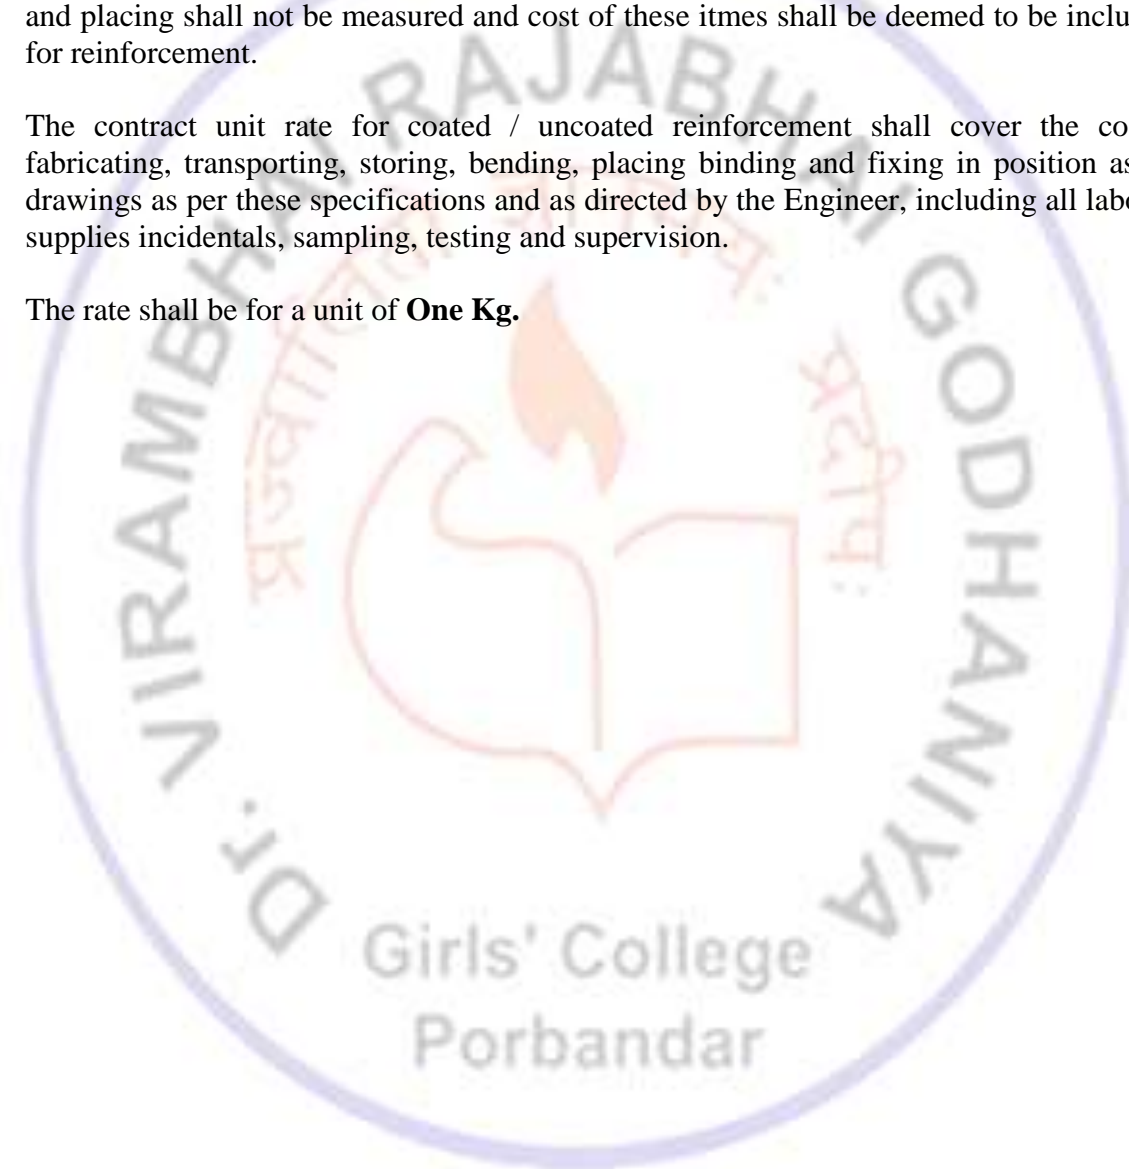 and placing shall not be measured and cost of these itmes shall be deemed to be inclu
for reinforcement.
The contract unit rate for coated / uncoated reinforcement shall cover the co
fabricating, transporting, storing, bending, placing binding and fixing in position as
drawings as per these specifications and as directed by the Engineer, including all labo
supplies incidentals, sampling, testing and supervision.
The rate shall be for a unit of One Kg.
Dr. VIRAMBHAI RAJABHAI GODHANIYA
Girls' College
Porbandar